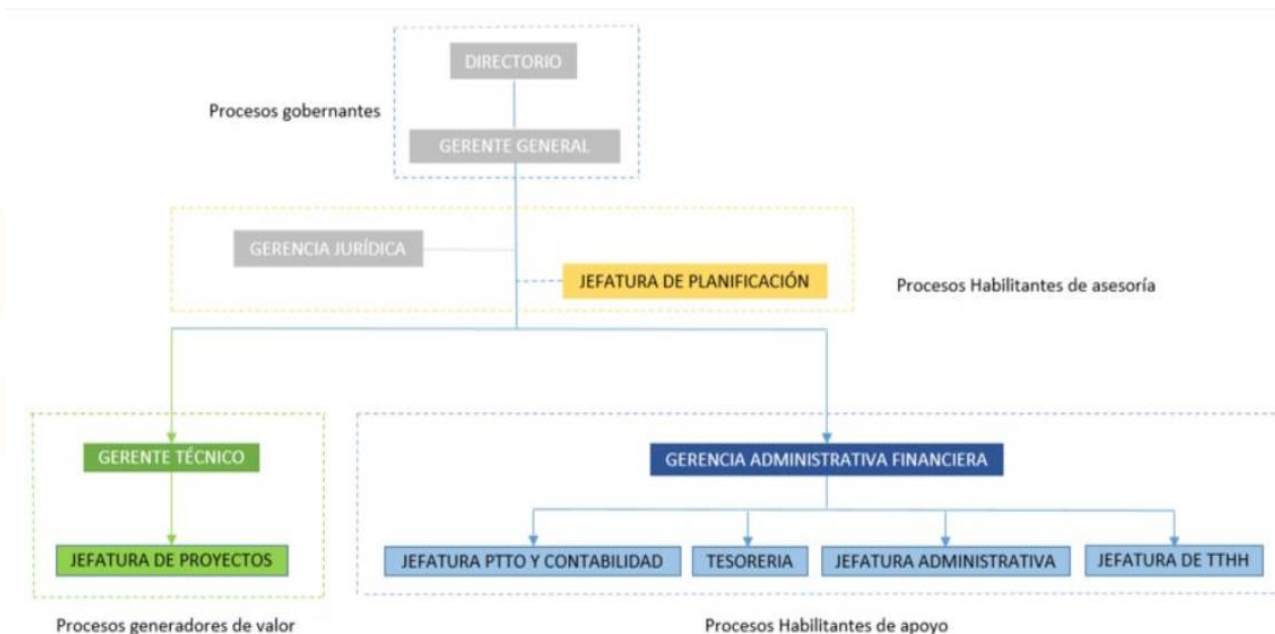 DIRECTORIO
Procesos gobernantes
GERENTE GENERAL
GERENCIA JURÍDICA
JEFATURA DE PLANIFICACIÓN
Procesos Habilitantes de asesoría
GERENTE TÉCNICO
GERENCIA ADMINISTRATIVA FINANCIERA
JEFATURA DE PROYECTOS
JEFATURA PTTO Y CONTABILIDAD
TESORERIA
JEFATURA ADMINISTRATIVA
JEFATURA DE TTHH
Procesos generadores de valor
Procesos Habilitantes de apoyo